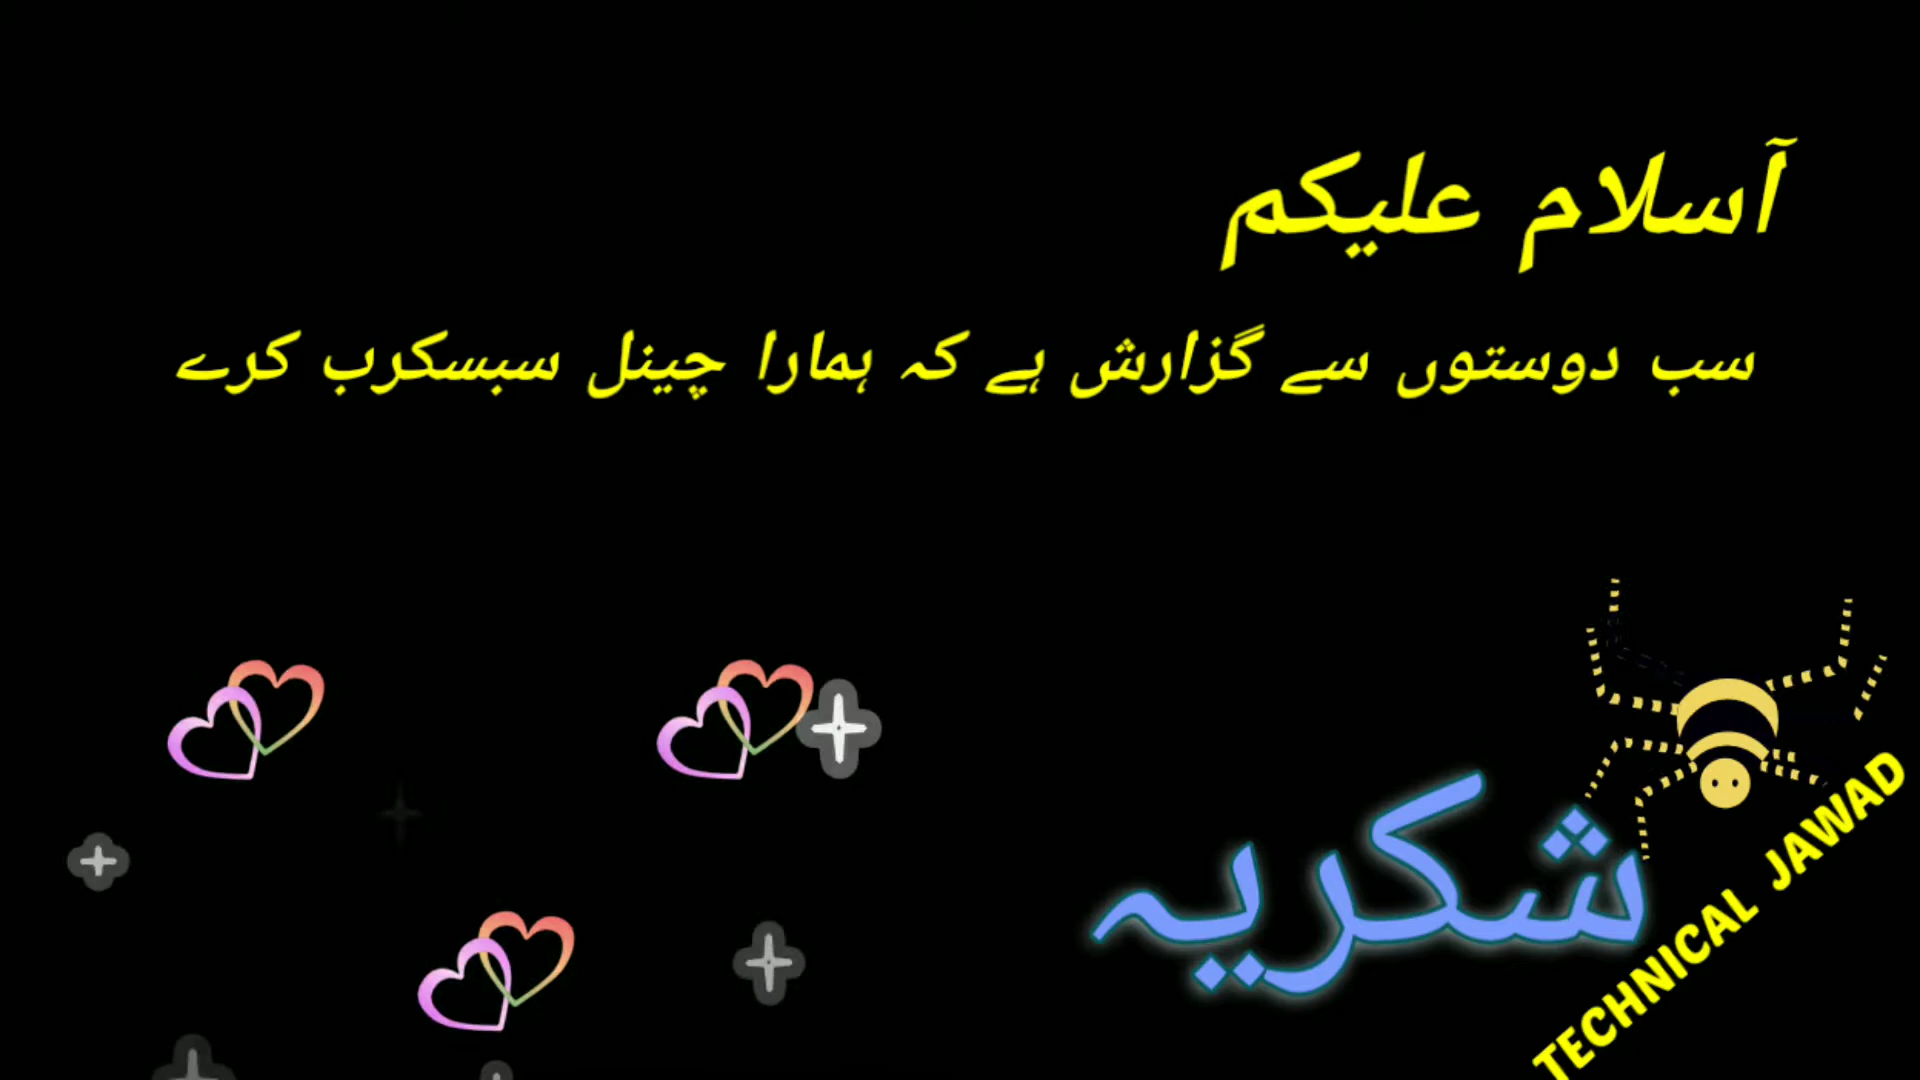 آسلام علیکم
سب دوستوں سے گزارش ہے کہ ہمارا چینل سبسکرب کرے
شکریہ
TECHNICAL JAWAD